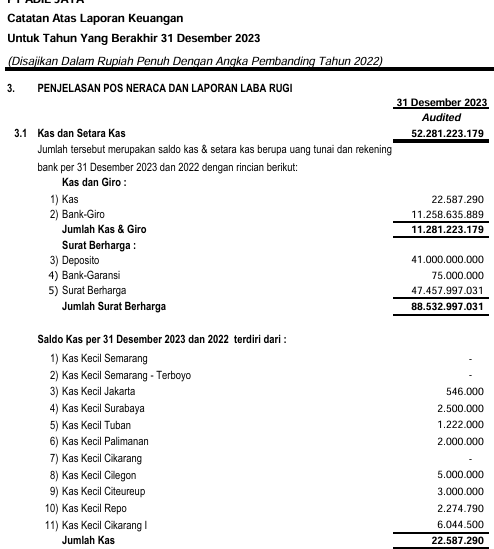 PT ADIL JAYA
Catatan Atas Laporan Keuangan
Untuk Tahun Yang Berakhir 31 Desember 2023
(Disajikan Dalam Rupiah Penuh Dengan Angka Pembanding Tahun 2022)
3. PENJELASAN POS NERACA DAN LAPORAN LABA RUGI
31 Desember 2023
Audited
3.1 Kas dan Setara Kas 52.281.223.179
Jumlah tersebut merupakan saldo kas & setara kas berupa uang tunai dan rekening
bank per 31 Desember 2023 dan 2022 dengan rincian berikut:
Kas dan Giro :
1) Kas 22.587.290
2) Bank-Giro 11.258.635.889
Jumlah Kas & Giro 11.281.223.179
Surat Berharga :
3) Deposito 41.000.000.000
4) Bank-Garansi 75.000.000
5) Surat Berharga 47.457.997.031
Jumlah Surat Berharga 88.532.997.031
Saldo Kas per 31 Desember 2023 dan 2022 terdiri dari :
1) Kas Kecil Semarang -
2) Kas Kecil Semarang - Terboyo -
3) Kas Kecil Jakarta 546.000
4) Kas Kecil Surabaya 2.500.000
5) Kas Kecil Tuban 1.222.000
6) Kas Kecil Palimanan 2.000.000
7) Kas Kecil Cikarang -
8) Kas Kecil Cilegon 5.000.000
9) Kas Kecil Citeureup 3.000.000
10) Kas Kecil Repo 2.274.790
11) Kas Kecil Cikarang I 6.044.500
Jumlah Kas 22.587.290